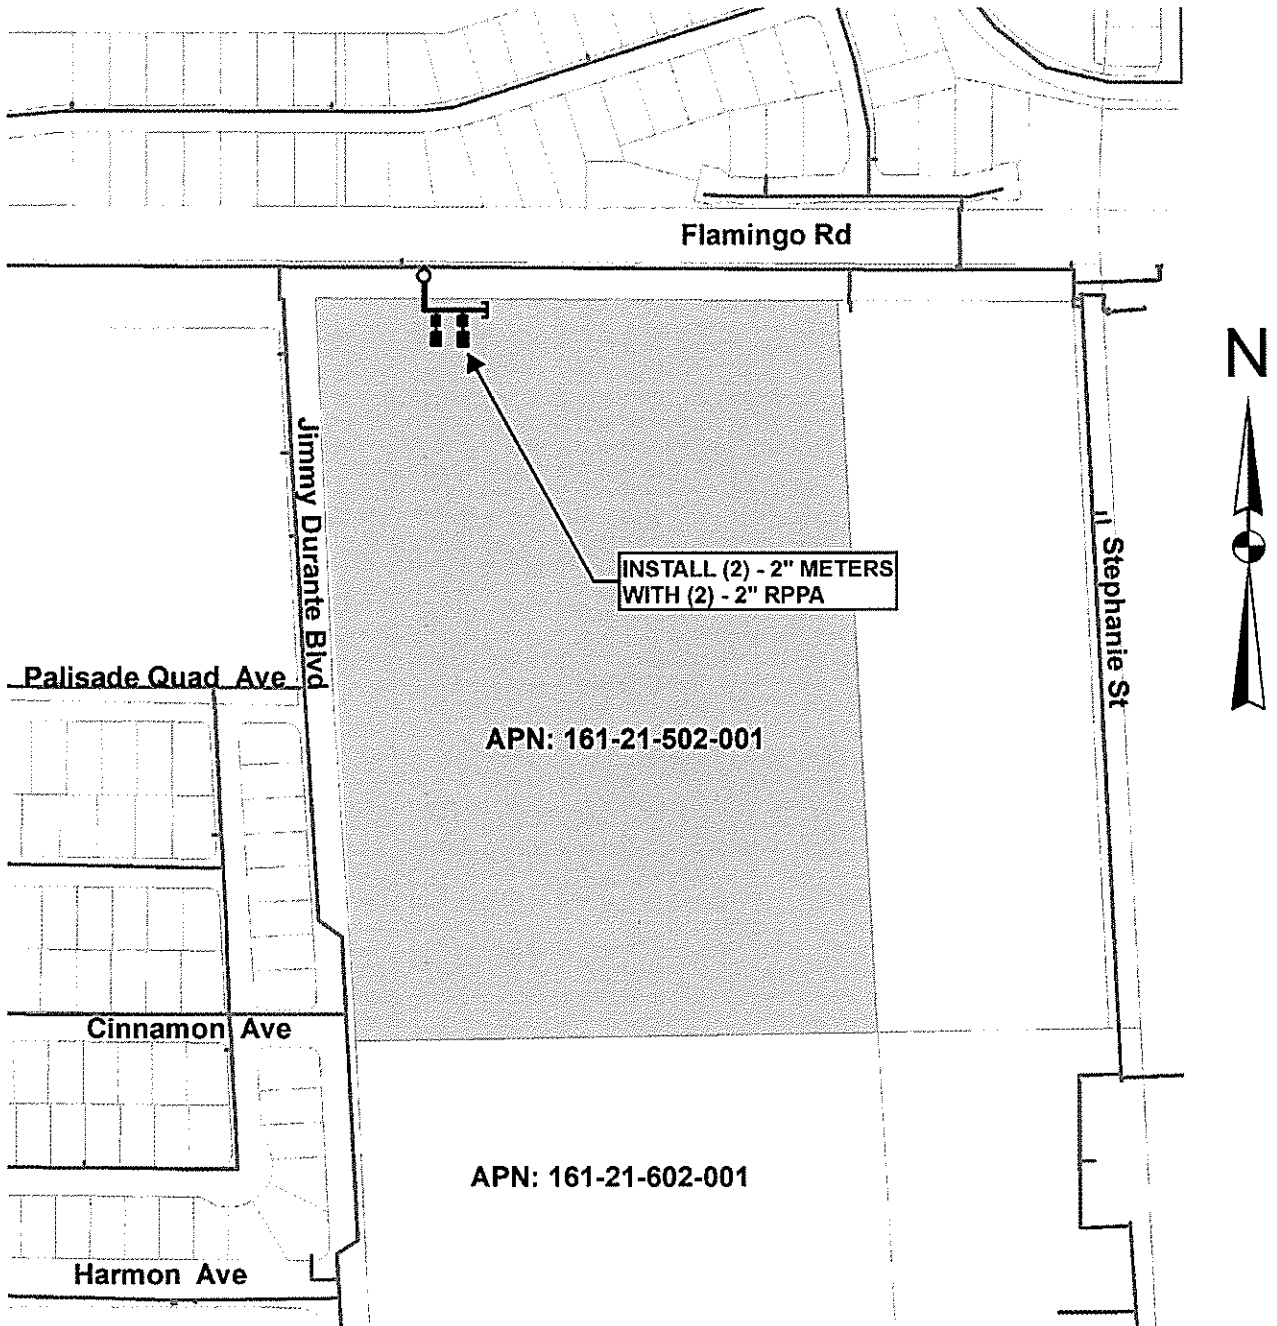 Flamingo Rd
N
Jimmy Durante Blvd
INSTALL (2) - 2" METERS
WITH (2) - 2" RPPA
Stephanie St
Palisade Quad Ave
APN: 161-21-502-001
Cinnamon Ave
APN: 161-21-602-001
Harmon Ave